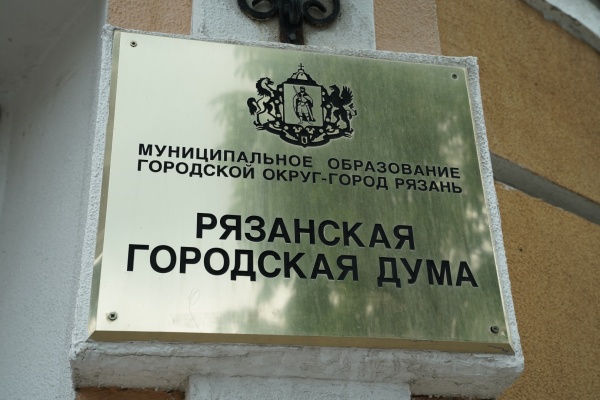 МУНИЦИПАЛЬНОЕ ОБРАЗОВАНИЕ
ГОРОДСКОЙ ОКРУГ-ГОРОД РЯЗАНЬ
РЯЗАНСКАЯ
ГОРОДСКАЯ ДУМА